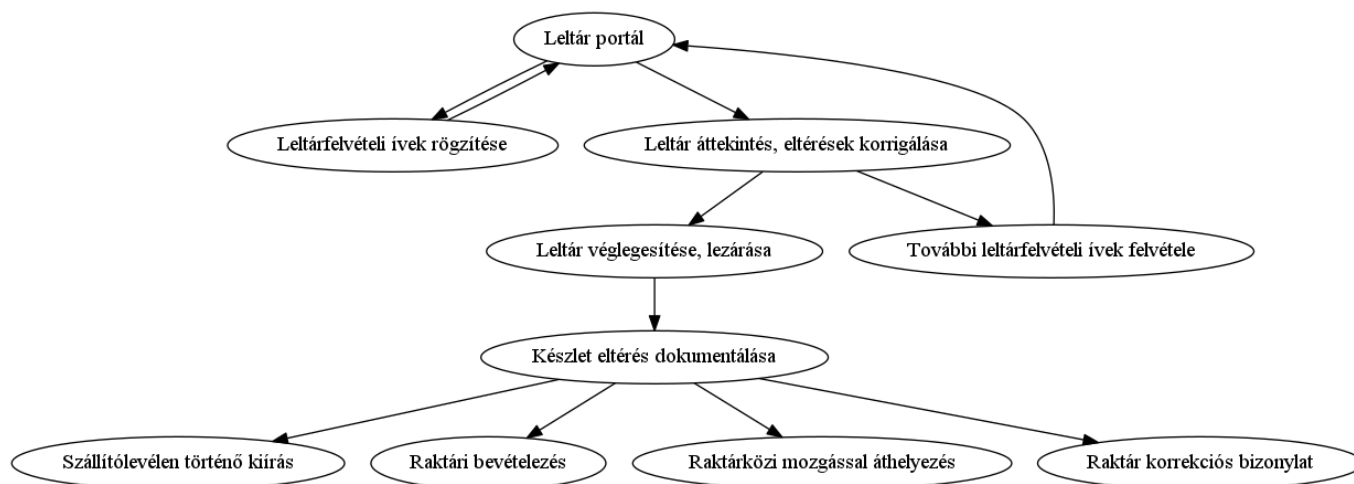 Leltár portál
Leltárfelvételi ívek rögzítése
Leltár áttekintés, eltérések korrigálása
Leltár véglegesítése, lezárása
További leltárfelvételi ívek felvétele
Készlet eltérés dokumentálása
Szállítólevélen történő kiírás
Raktári bevételezés
Raktárközi mozgással áthelyezés
Raktár korrekciós bizonylat